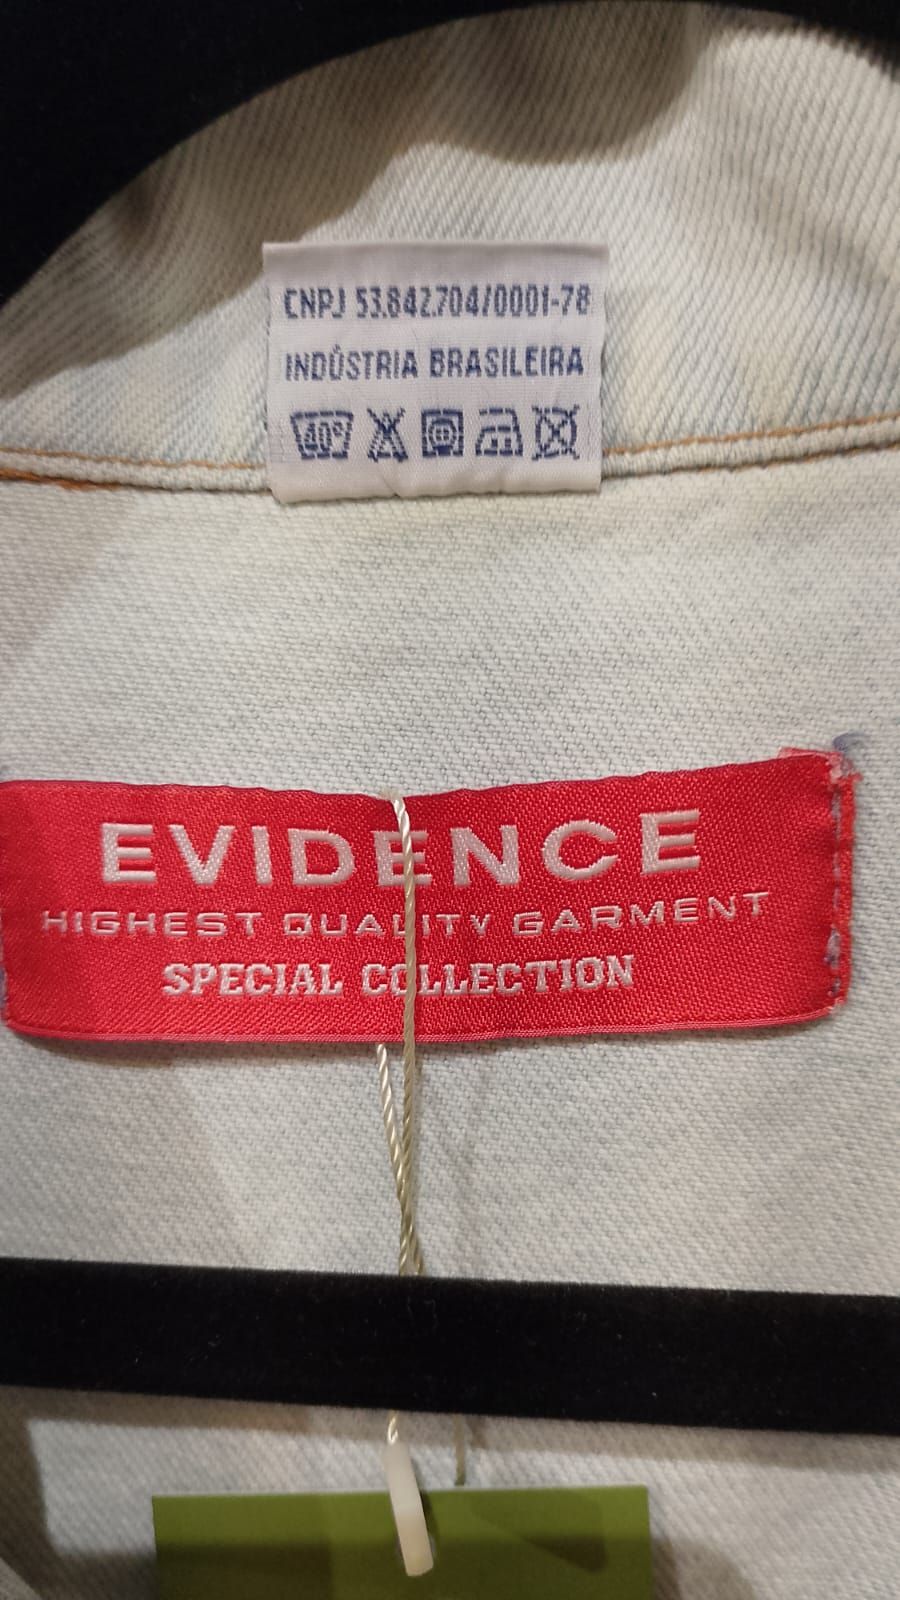 CNPJ 53.842.704/0001-78
INDÚSTRIA BRASILEIRA
40°
EVIDENCE
HIGHEST QUALITY GARMENT
SPECIAL COLLECTION